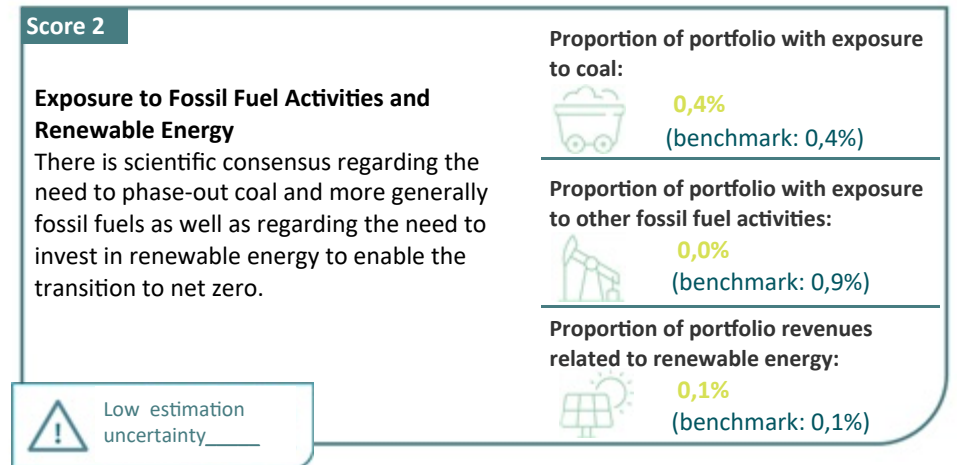 Score 2
Exposure to Fossil Fuel Activities and
Renewable Energy
There is scientific consensus regarding the
need to phase-out coal and more generally
fossil fuels as well as regarding the need to
invest in renewable energy to enable the
transition to net zero.
Low estimation
uncertainty_____
Proportion of portfolio with exposure
to coal:
0,4%
(benchmark: 0,4%)
Proportion of portfolio with exposure
to other fossil fuel activities:
0,0%
(benchmark: 0,9%)
Proportion of portfolio revenues
related to renewable energy:
0,1%
(benchmark: 0,1%)